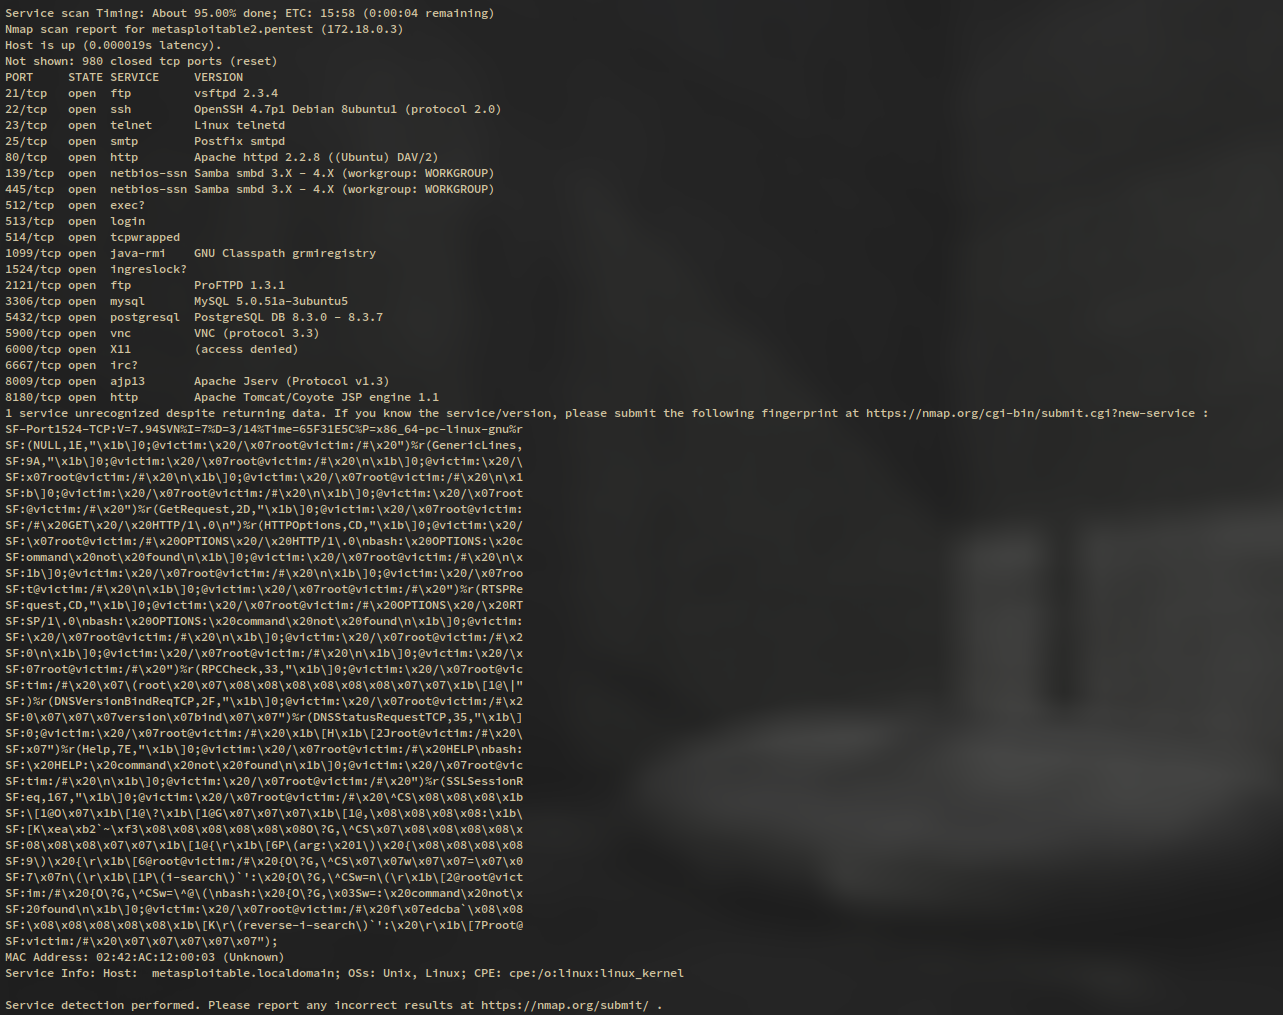 Service scan Timing: About 95.00% done; ETC: 15:58 (0:00:04 remaining)
Nmap scan report for metasploitable2.pentest (172.18.0.3)
Host is up (0.000019s latency).
Not shown: 980 closed tcp ports (reset)
PORT     STATE SERVICE     VERSION
21/tcp   open  ftp         vsftpd 2.3.4
22/tcp   open  ssh         OpenSSH 4.7p1 Debian 8ubuntu1 (protocol 2.0)
23/tcp   open  telnet      Linux telnetd
25/tcp   open  smtp        Postfix smtpd
80/tcp   open  http        Apache httpd 2.2.8 ((Ubuntu) DAV/2)
139/tcp  open  netbios-ssn Samba smbd 3.X - 4.X (workgroup: WORKGROUP)
445/tcp  open  netbios-ssn Samba smbd 3.X - 4.X (workgroup: WORKGROUP)
512/tcp  open  exec?
513/tcp  open  login
514/tcp  open  tcpwrapped
1099/tcp open  java-rmi    GNU Classpath grmiregistry
1524/tcp open  ingreslock?
2121/tcp open  ftp         ProFTPD 1.3.1
3306/tcp open  mysql       MySQL 5.0.51a-3ubuntu5
5432/tcp open  postgresql  PostgreSQL DB 8.3.0 - 8.3.7
5900/tcp open  vnc         VNC (protocol 3.3)
6000/tcp open  X11         (access denied)
6667/tcp open  irc?
8009/tcp open  ajp13       Apache Jserv (Protocol v1.3)
8180/tcp open  http        Apache Tomcat/Coyote JSP engine 1.1
1 service unrecognized despite returning data. If you know the service/version, please submit the following fingerprint at https://nmap.org/cgi-bin/submit.cgi?new-service :
SF-Port1524-TCP:V=7.94SVN%I=7%D=3/14%Time=65F31E5C%P=x86_64-pc-linux-gnu%r
SF:(NULL,1E,"\x1b\]0;@victim:\x20/\x07root@victim:/#\x20")%r(GenericLines,
SF:9A,"\x1b\]0;@victim:\x20/\x07root@victim:/#\x20\n\x1b\]0;@victim:\x20/\
SF:x07root@victim:/#\x20\n\x1b\]0;@victim:\x20/\x07root@victim:/#\x20\n\x1
SF:b\]0;@victim:\x20/\x07root@victim:/#\x20\n\x1b\]0;@victim:\x20/\x07root
SF:@victim:/#\x20")%r(GetRequest,2D,"\x1b\]0;@victim:\x20/\x07root@victim:
SF:/#\x20GET\x20/\x20HTTP/1\.0\n")%r(HTTPOptions,CD,"\x1b\]0;@victim:\x20/
SF:\x07root@victim:/#\x20OPTIONS\x20/\x20HTTP/1\.0\nbash:\x20OPTIONS:\x20c
SF:ommand\x20not\x20found\n\x1b\]0;@victim:\x20/\x07root@victim:/#\x20\n\x
SF:1b\]0;@victim:\x20/\x07root@victim:/#\x20\n\x1b\]0;@victim:\x20/\x07roo
SF:t@victim:/#\x20\n\x1b\]0;@victim:\x20/\x07root@victim:/#\x20")%r(RTSPRe
SF:quest,CD,"\x1b\]0;@victim:\x20/\x07root@victim:/#\x20OPTIONS\x20/\x20RT
SF:SP/1\.0\nbash:\x20OPTIONS:\x20command\x20not\x20found\n\x1b\]0;@victim:
SF:\x20/\x07root@victim:/#\x20\n\x1b\]0;@victim:\x20/\x07root@victim:/#\x2
SF:0\n\x1b\]0;@victim:\x20/\x07root@victim:/#\x20\n\x1b\]0;@victim:\x20/\x
SF:07root@victim:/#\x20")%r(RPCCheck,33,"\x1b\]0;@victim:\x20/\x07root@vic
SF:tim:/#\x20\x07\(root\x20\x07\x08\x08\x08\x08\x08\x08\x07\x07\x1b\[1@\|"
SF:)%r(DNSVersionBindReqTCP,2F,"\x1b\]0;@victim:\x20/\x07root@victim:/#\x2
SF:0\x07\x07\x07version\x07bind\x07\x07")%r(DNSStatusRequestTCP,35,"\x1b\]
SF:0;@victim:\x20/\x07root@victim:/#\x20\x1b\[H\x1b\[2Jroot@victim:/#\x20\
SF:x07")%r(Help,7E,"\x1b\]0;@victim:\x20/\x07root@victim:/#\x20HELP\nbash:
SF:\x20HELP:\x20command\x20not\x20found\n\x1b\]0;@victim:\x20/\x07root@vic
SF:tim:/#\x20\n\x1b\]0;@victim:\x20/\x07root@victim:/#\x20")%r(SSLSessionR
SF:eq,167,"\x1b\]0;@victim:\x20/\x07root@victim:/#\x20\^CS\x08\x08\x08\x1b
SF:\[1@O\x07\x1b\[1@\?\x1b\[1@G\x07\x07\x07\x1b\[1@,\x08\x08\x08\x08:\x1b\
SF:[K\xea\xb2`~\xf3\x08\x08\x08\x08\x08\x08O\?G,\^CS\x07\x08\x08\x08\x08\x
SF:08\x08\x08\x07\x07\x1b\[1@{\r\x1b\[6P\(arg:\x201\)\x20{\x08\x08\x08\x08
SF:9\)\x20{\r\x1b\[6@root@victim:/#\x20{O\?G,\^CS\x07\x07w\x07\x07=\x07\x0
SF:7\x07n\(\r\x1b\[1P\(i-search\)`':\x20{O\?G,\^CSw=n\(\r\x1b\[2@root@vict
SF:im:/#\x20{O\?G,\^CSw=\^@\(\nbash:\x20{O\?G,\x03Sw=:\x20command\x20not\x
SF:20found\n\x1b\]0;@victim:\x20/\x07root@victim:/#\x20f\x07edcba`\x08\x08
SF:\x08\x08\x08\x08\x08\x1b\[K\r\(reverse-i-search\)`':\x20\r\x1b\[7Proot@
SF:victim:/#\x20\x07\x07\x07\x07\x07");
MAC Address: 02:42:AC:12:00:03 (Unknown)
Service Info: Host:  metasploitable.localdomain; OSs: Unix, Linux; CPE: cpe:/o:linux:linux_kernel

Service detection performed. Please report any incorrect results at https://nmap.org/submit/ .